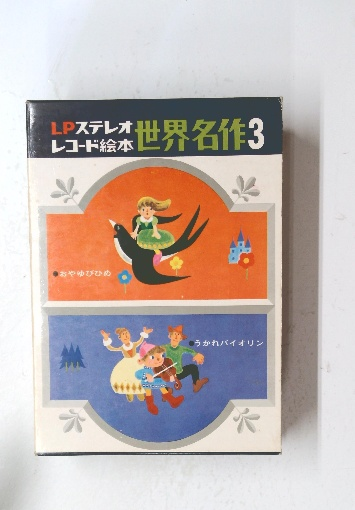 LPステレオ
レコード絵本
世界名作3
●おやゆびひめ
●うかれバイオリン